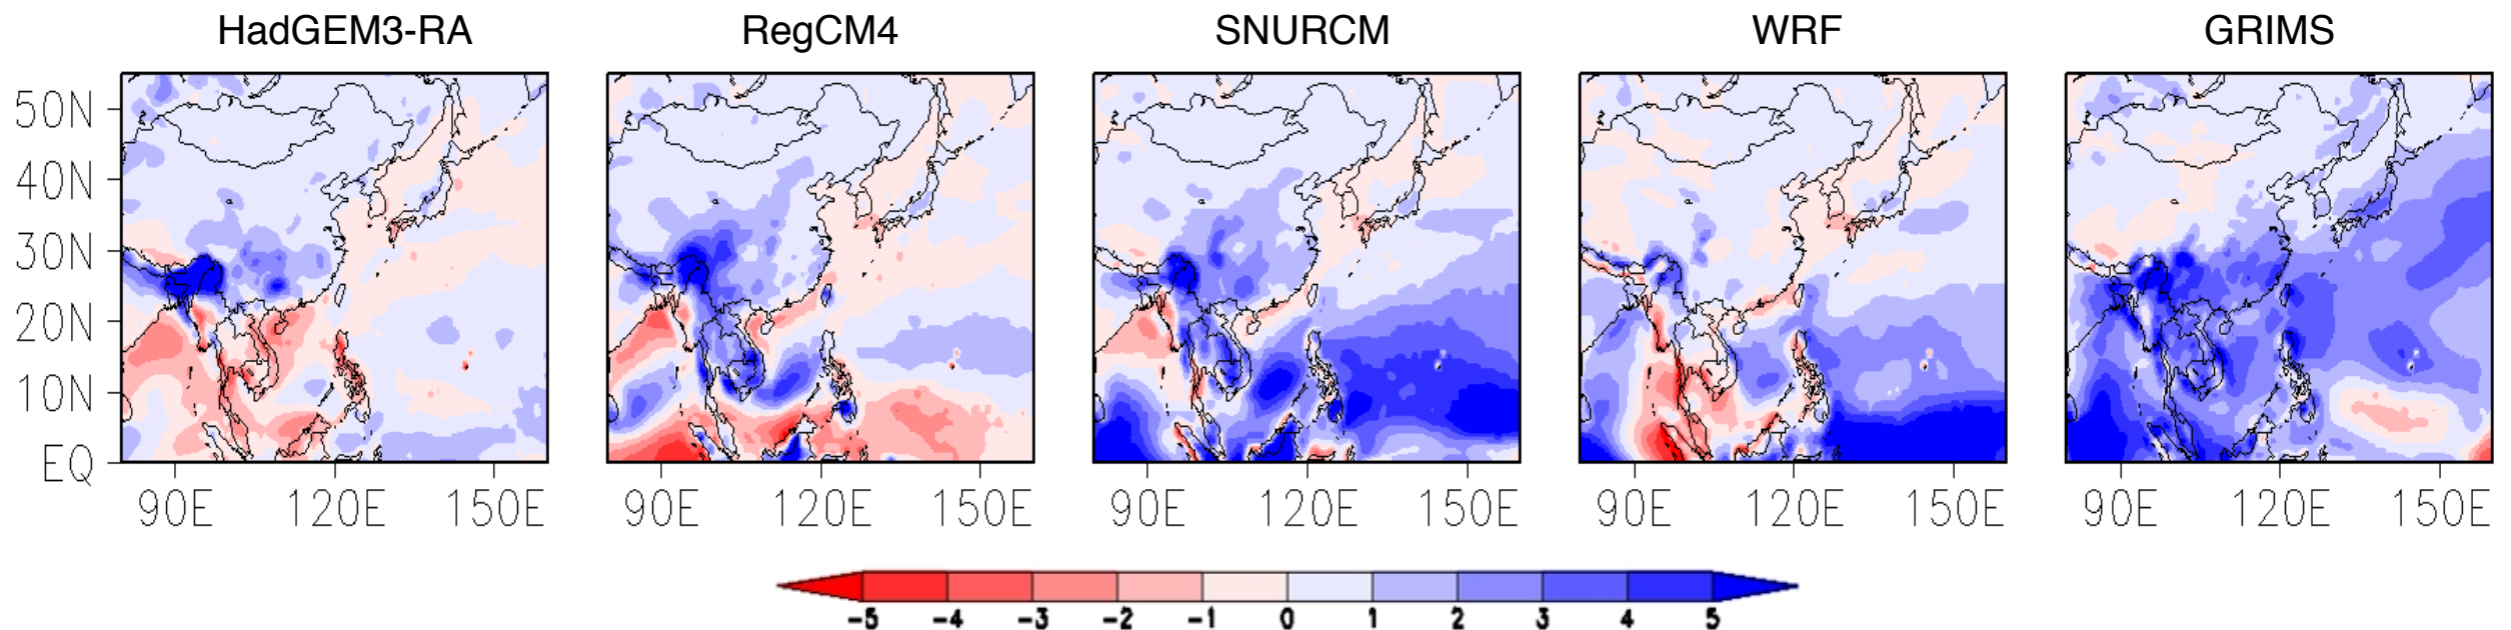 HadGEM3-RA RegCM4 SNURCM WRF GRIMS
50N
40N
30N
20N
10N
EQ
90E 120E 150E 90E 120E 150E 90E 120E 150E 90E 120E 150E 90E 120E 150E
-5 -4 -3 -2 -1 0 1 2 3 4 5